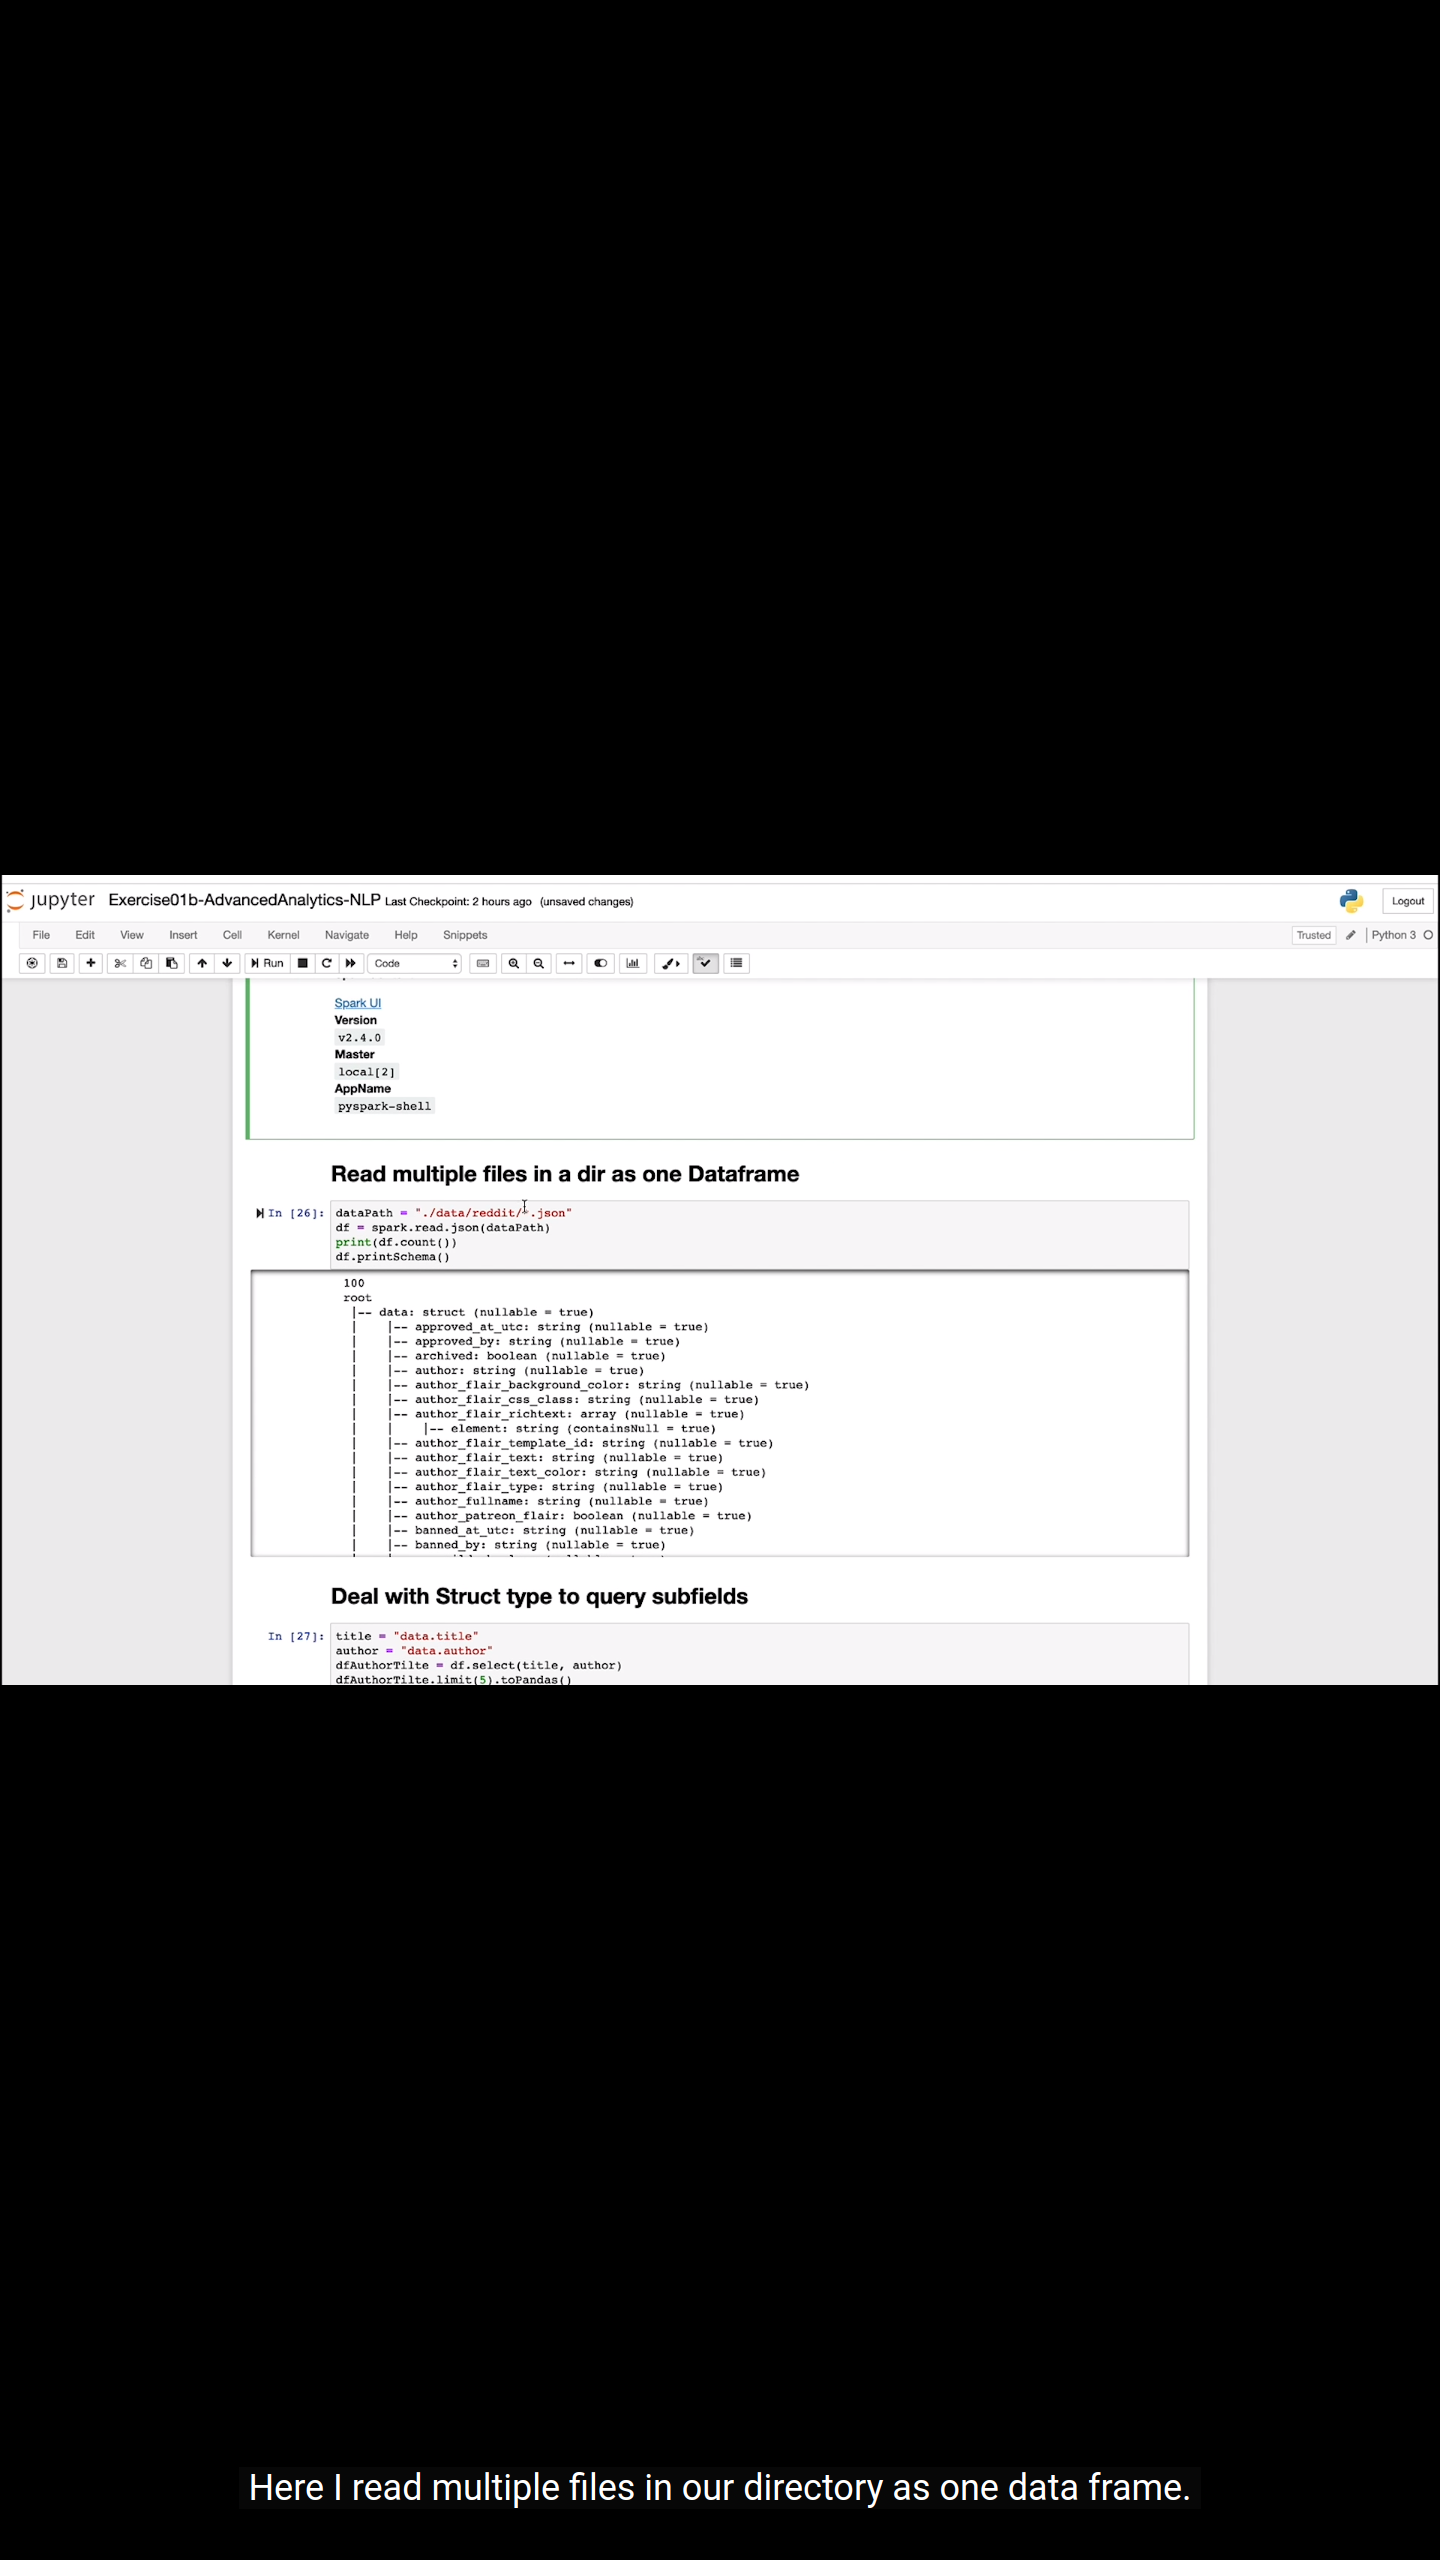 jupyter Exercise01b-AdvancedAnalytics-NLP Last Checkpoint: 2 hours ago (unsaved changes)
Logout
File Edit View Insert Cell Kernel Navigate Help Snippets
Trusted Python 3
Run Code
Spark UI
Version
v2.4.0
Master
local[2]
AppName
pyspark-shell
Read multiple files in a dir as one Dataframe
In [26]: dataPath = "./data/reddit/*.json"
df = spark.read.json(dataPath)
print(df.count())
df.printSchema()
100
root
|-- data: struct (nullable = true)
| |-- approved_at_utc: string (nullable = true)
| |-- approved_by: string (nullable = true)
| |-- archived: boolean (nullable = true)
| |-- author: string (nullable = true)
| |-- author_flair_background_color: string (nullable = true)
| |-- author_flair_css_class: string (nullable = true)
| |-- author_flair_richtext: array (nullable = true)
| | |-- element: string (containsNull = true)
| |-- author_flair_template_id: string (nullable = true)
| |-- author_flair_text: string (nullable = true)
| |-- author_flair_text_color: string (nullable = true)
| |-- author_flair_type: string (nullable = true)
| |-- author_fullname: string (nullable = true)
| |-- author_patreon_flair: boolean (nullable = true)
| |-- banned_at_utc: string (nullable = true)
| |-- banned_by: string (nullable = true)
Deal with Struct type to query subfields
In [27]: title = "data.title"
author = "data.author"
dfAuthorTilte = df.select(title, author)
dfAuthorTilte.limit(5).toPandas()
Here I read multiple files in our directory as one data frame.